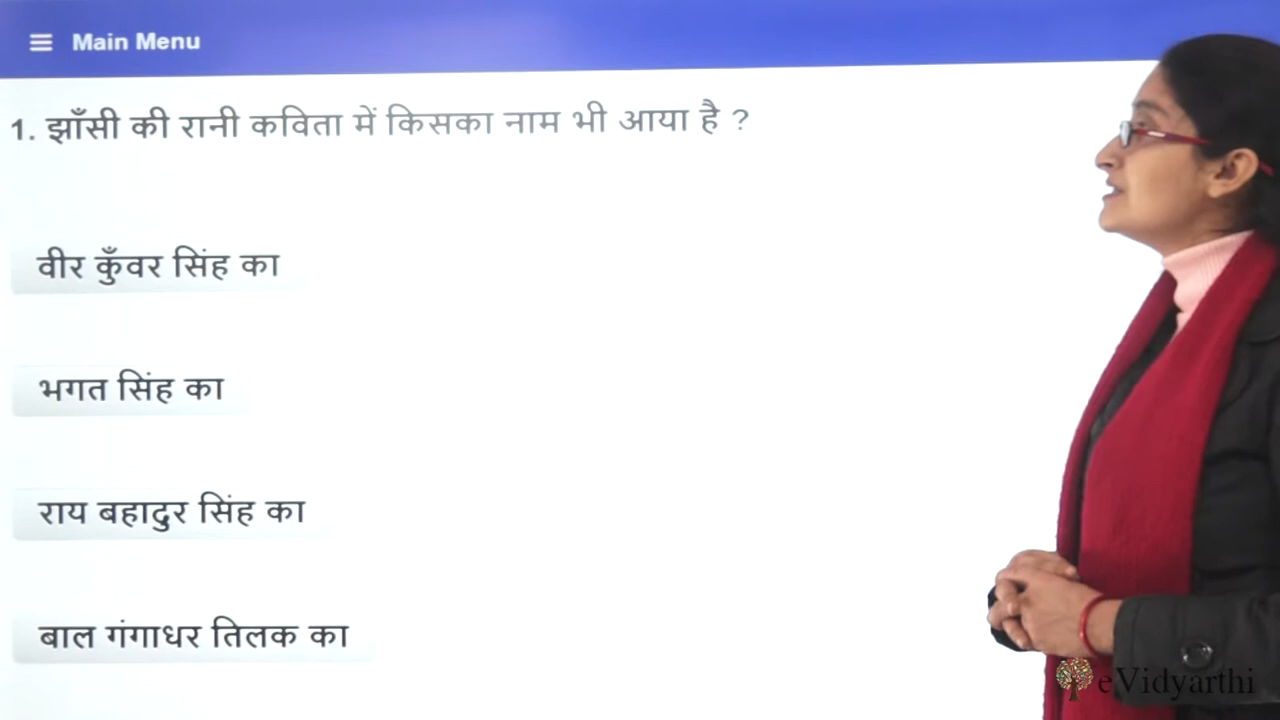 Main Menu
1. झाँसी की रानी कविता में किसका नाम भी आया है ?
वीर कुँवर सिंह का
भगत सिंह का
राय बहादुर सिंह का
बाल गंगाधर तिलक का
eVidyarthi